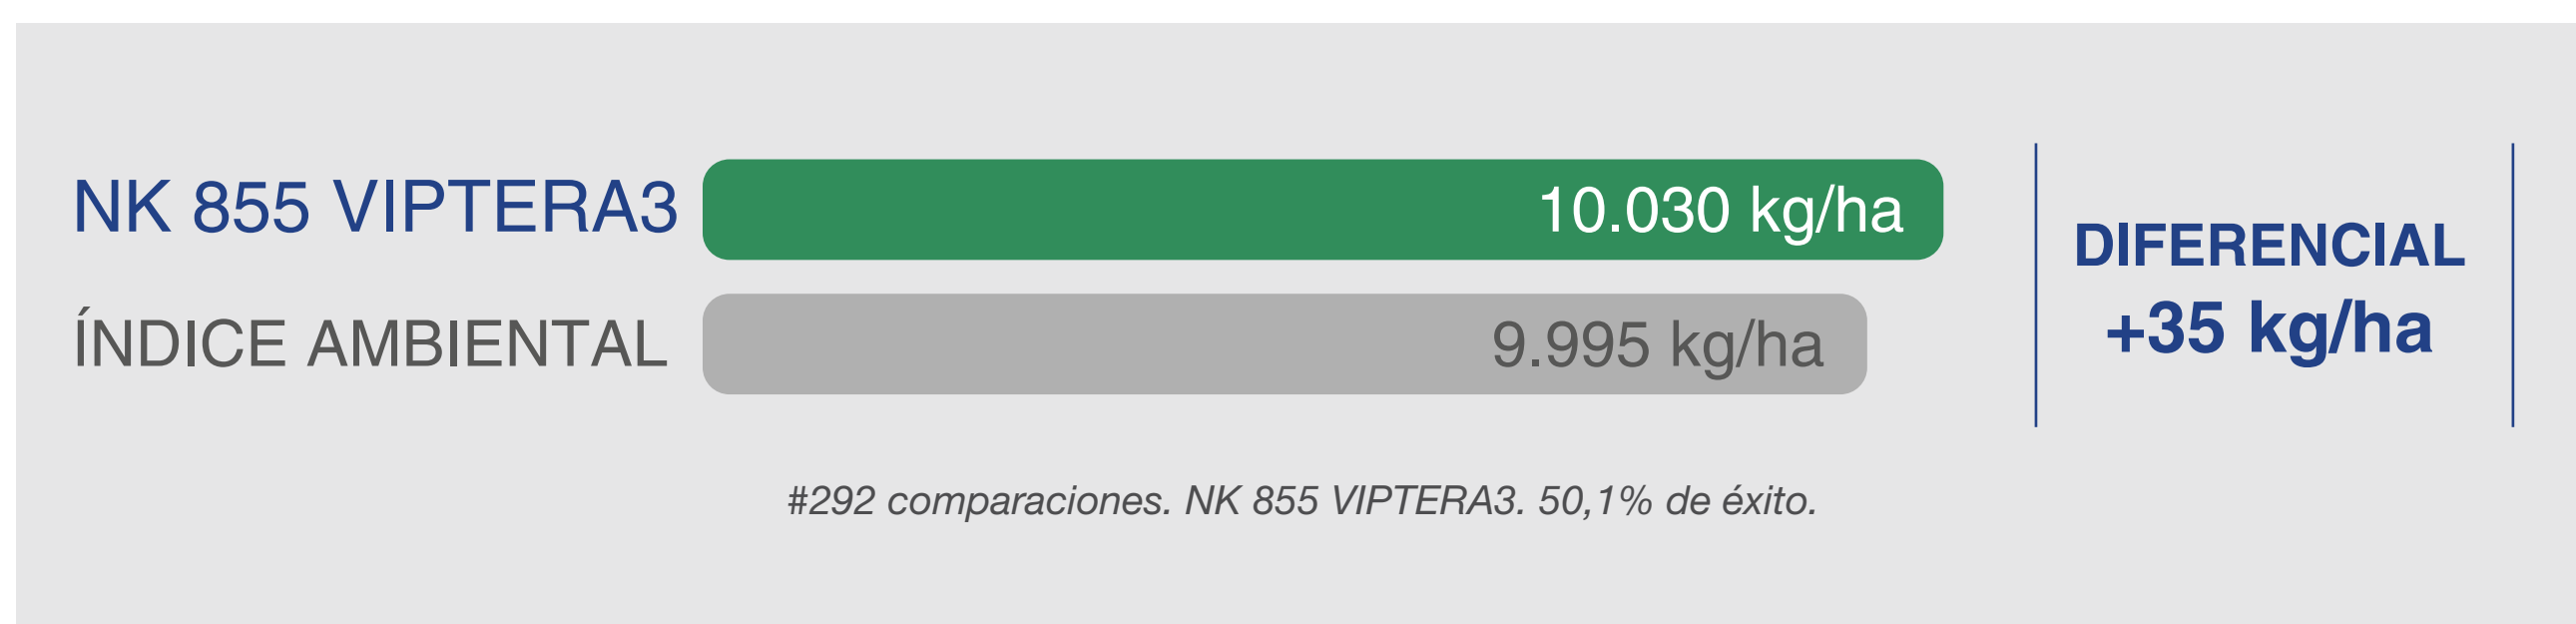 NK 855 VIPTERA3 10.030 kg/ha
ÍNDICE AMBIENTAL 9.995 kg/ha
DIFERENCIAL
+35 kg/ha
#292 comparaciones. NK 855 VIPTERA3. 50,1% de éxito.